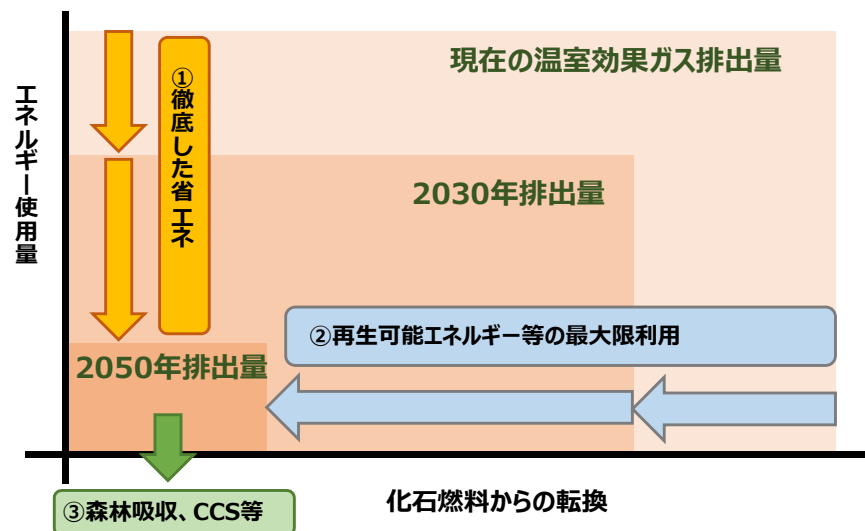 エネルギー使用量
①徹底した省エネ
現在の温室効果ガス排出量
2030年排出量
②再生可能エネルギー等の最大限利用
2050年排出量
③森林吸収、CCS等
化石燃料からの転換